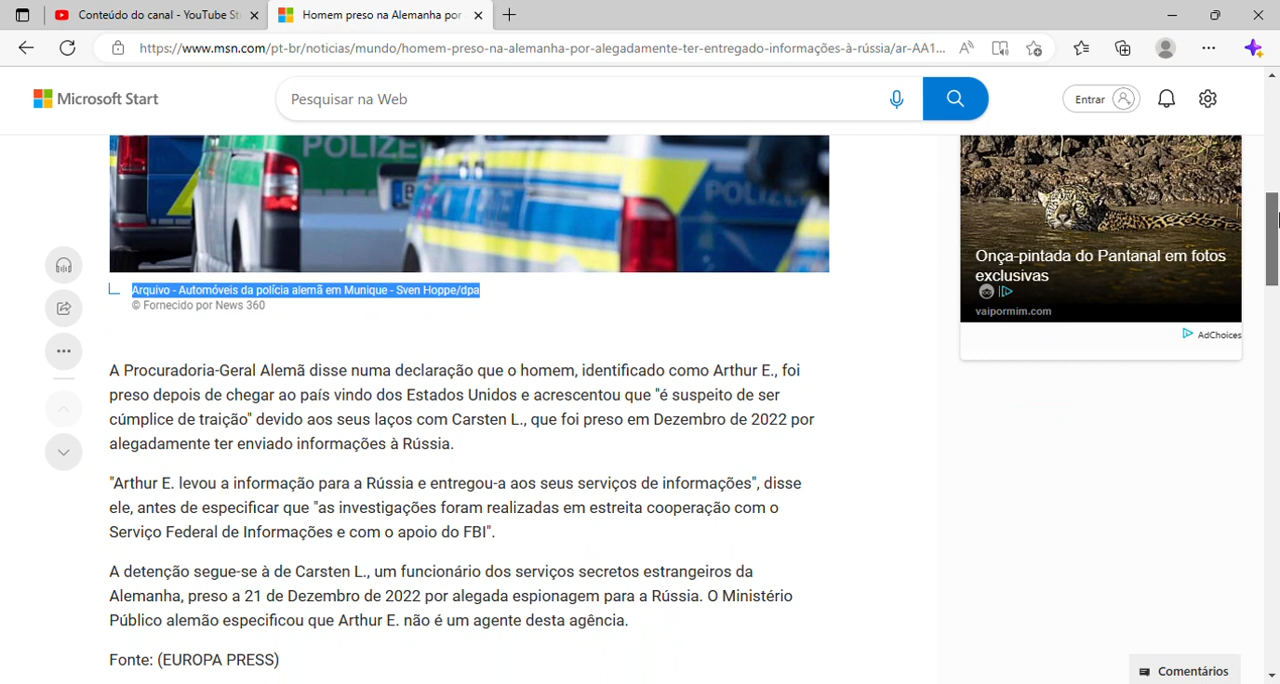 Conteúdo do canal - YouTube St
Homem preso na Alemanha por
https://www.msn.com/pt-br/noticias/mundo/homem-preso-na-alemanha-por-alegadamente-ter-entregado-informações-à-rússia/ar-AA1...
Microsoft Start
Pesquisar na Web
Entrar
POLIZEI
POLIZEI
Onça-pintada do Pantanal em fotos
exclusivas
vaipormim.com
AdChoices
Arquivo - Automóveis da polícia alemã em Munique - Sven Hoppe/dpa
© Fornecido por News 360
A Procuradoria-Geral Alemã disse numa declaração que o homem, identificado como Arthur E., foi
preso depois de chegar ao país vindo dos Estados Unidos e acrescentou que "é suspeito de ser
cúmplice de traição" devido aos seus laços com Carsten L., que foi preso em Dezembro de 2022 por
alegadamente ter enviado informações à Rússia.
"Arthur E. levou a informação para a Rússia e entregou-a aos seus serviços de informações", disse
ele, antes de especificar que "as investigações foram realizadas em estreita cooperação com o
Serviço Federal de Informações e com o apoio do FBI".
A detenção segue-se à de Carsten L., um funcionário dos serviços secretos estrangeiros da
Alemanha, preso a 21 de Dezembro de 2022 por alegada espionagem para a Rússia. O Ministério
Público alemão especificou que Arthur E. não é um agente desta agência.
Fonte: (EUROPA PRESS)
Comentários